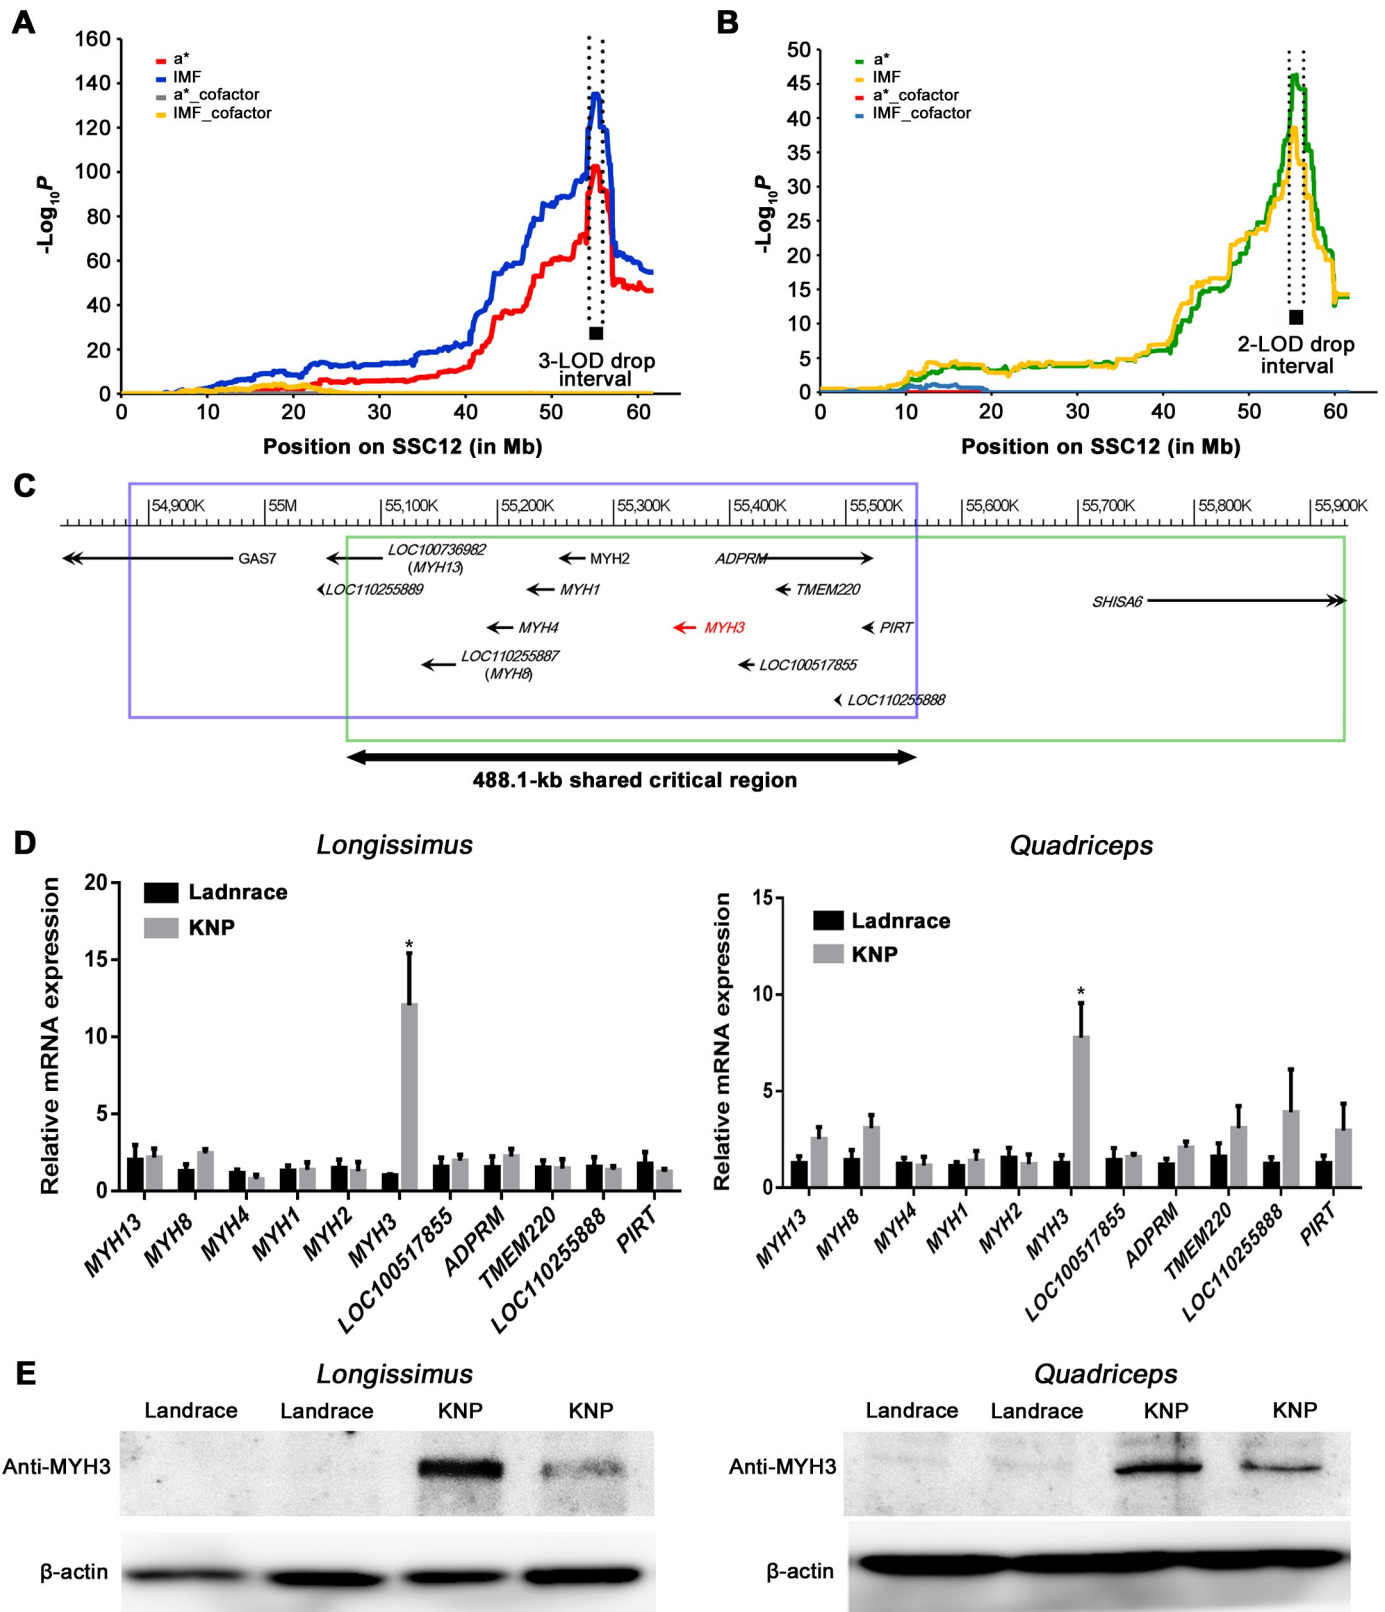 A
160
140
120
100
80
60
40
20
0
-Log10P
a*
IMF
a*_cofactor
IMF_cofactor
3-LOD drop
interval
0 10 20 30 40 50 60
Position on SSC12 (in Mb)
B
50
45
40
35
30
25
20
15
10
5
0
-Log10P
a*
IMF
a*_cofactor
IMF_cofactor
2-LOD drop
interval
0 10 20 30 40 50 60
Position on SSC12 (in Mb)
C
54,900K 55M 55,100K 55,200K 55,300K 55,400K 55,500K 55,600K 55,700K 55,800K 55,900K
GAS7 LOC100736982 MYH2 ADPRM
(MYH13)
LOC110255889 MYH1 TMEM220
SHISA6
MYH4 MYH3 PIRT
LOC110255887 LOC100517855
(MYH8)
LOC110255888
488.1-kb shared critical region
D
Longissimus
Relative mRNA expression
20
15
10
5
0
Ladnrace
KNP
*
MYH13 MYH8 MYH4 MYH1 MYH2 MYH3 LOC100517855 ADPRM TMEM220 LOC110255888 PIRT
Quadriceps
Relative mRNA expression
15
10
5
0
Ladnrace
KNP
*
MYH13 MYH8 MYH4 MYH1 MYH2 MYH3 LOC100517855 ADPRM TMEM220 LOC110255888 PIRT
E
Longissimus
Landrace Landrace KNP KNP
Anti-MYH3
β-actin
Quadriceps
Landrace Landrace KNP KNP
Anti-MYH3
β-actin